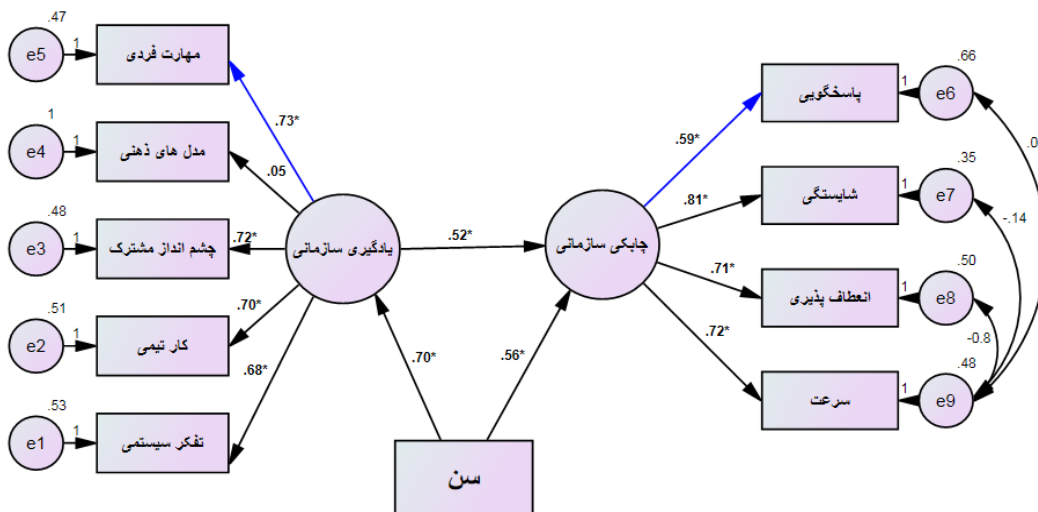 .47
e5
1
مهارت فردی
.73*
1
e4
1
مدل های ذهنی
.05
.48
e3
1
چشم انداز مشترک
.72*
.51
e2
1
کار تیمی
.70*
.53
e1
1
تفکر سیستمی
.68*
یادگیری سازمانی
.52*
چابکی سازمانی
.70*
.56*
سن
.59*
پاسخگویی
1
e6
.66
.81*
شایستگی
1
e7
.35
.71*
انعطاف پذیری
1
e8
.50
.72*
سرعت
1
e9
.48
.0
-.14
-0.8